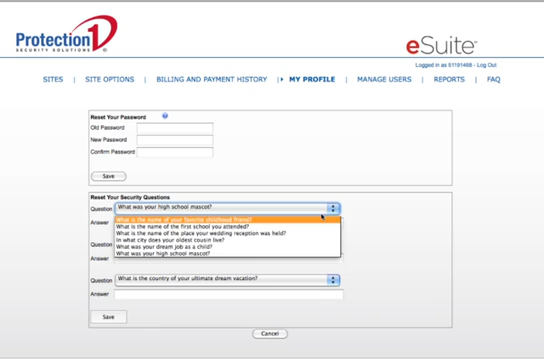 Protection1
SECURITY SOLUTIONS
eSuite
Logged in as 61191468 - Log Out
SITES | SITE OPTIONS | BILLING AND PAYMENT HISTORY | MY PROFILE | MANAGE USERS | REPORTS | FAQ
Reset Your Password
Old Password
New Password
Confirm Password
Save
Reset Your Security Questions
Question What was your high school mascot?
What is the name of your favorite childhood friend?
Answer
What is the name of the first school you attended?
What is the name of the place your wedding reception was held?
In what city does your oldest cousin live?
Question
What was your dream job as a child?
What was your high school mascot?
Answer
Question What is the country of your ultimate dream vacation?
Answer
Save
Cancel